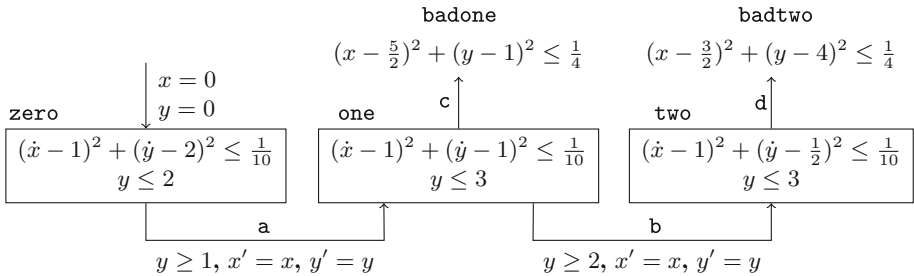 badone
badtwo
(x − 5/2)² + (y − 1)² ≤ 1/4
(x − 3/2)² + (y − 4)² ≤ 1/4
x = 0
y = 0
c
d
zero
one
two
(ẋ − 1)² + (ẏ − 2)² ≤ 1/10
y ≤ 2
(ẋ − 1)² + (ẏ − 1)² ≤ 1/10
y ≤ 3
(ẋ − 1)² + (ẏ − 1/2)² ≤ 1/10
y ≤ 3
a
b
y ≥ 1, x′ = x, y′ = y
y ≥ 2, x′ = x, y′ = y